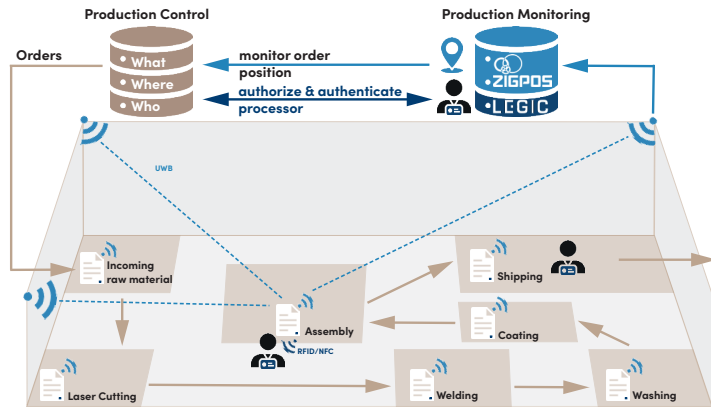 Production Control
Production Monitoring
Orders
What
Where
Who
monitor order
position
authorize & authenticate
processor
ZIGPOS
LEGIC
UWB
Incoming
raw material
Shipping
Assembly
Coating
RFID/NFC
Laser Cutting
Welding
Washing